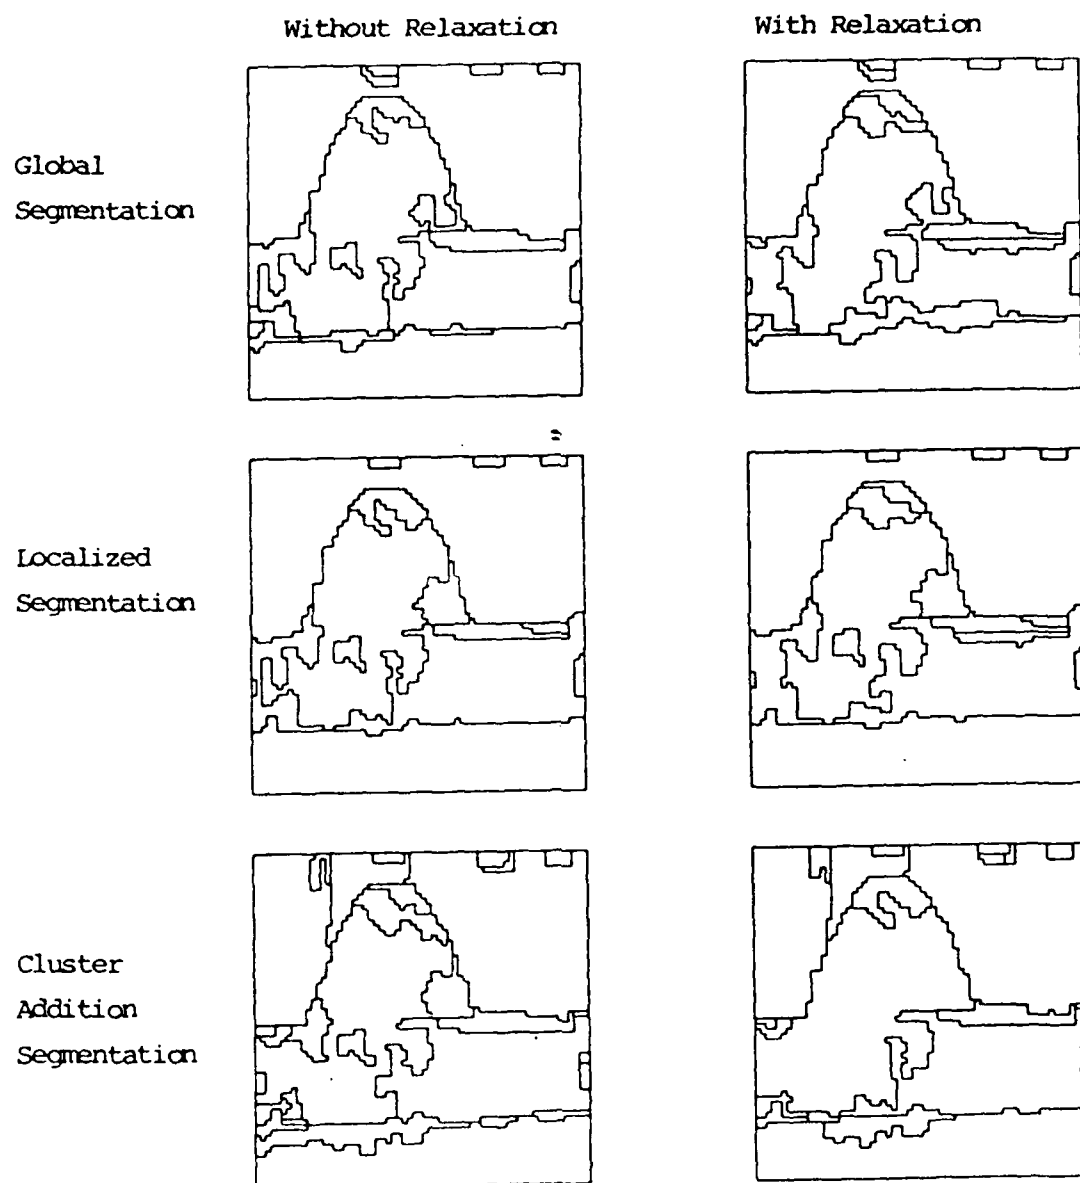 Without Relaxation
With Relaxation
Global
Segmentation
Localized
Segmentation
Cluster
Addition
Segmentation